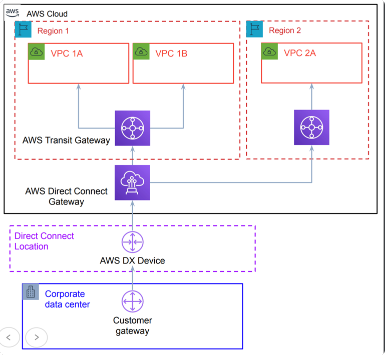 aws
AWS Cloud
Region 1
Region 2
VPC 1A
VPC 1B
VPC 2A
AWS Transit Gateway
AWS Direct Connect
Gateway
Direct Connect
Location
AWS DX Device
Corporate
data center
Customer
gateway